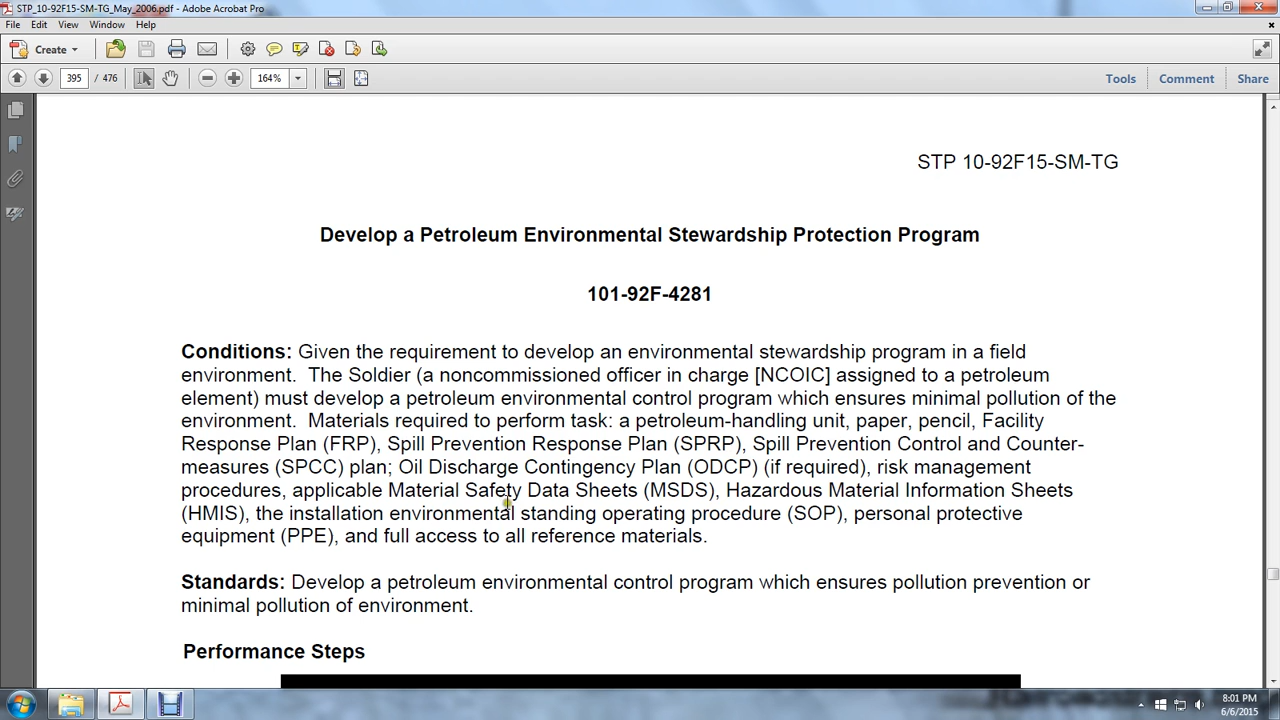 STP_10-92F15-SM-TG_May_2006.pdf - Adobe Acrobat Pro
File Edit View Window Help
Create
395 / 476 164% Tools Comment Share
STP 10-92F15-SM-TG
Develop a Petroleum Environmental Stewardship Protection Program
101-92F-4281
Conditions: Given the requirement to develop an environmental stewardship program in a field
environment. The Soldier (a noncommissioned officer in charge [NCOIC] assigned to a petroleum
element) must develop a petroleum environmental control program which ensures minimal pollution of the
environment. Materials required to perform task: a petroleum-handling unit, paper, pencil, Facility
Response Plan (FRP), Spill Prevention Response Plan (SPRP), Spill Prevention Control and Counter-
measures (SPCC) plan; Oil Discharge Contingency Plan (ODCP) (if required), risk management
procedures, applicable Material Safety Data Sheets (MSDS), Hazardous Material Information Sheets
(HMIS), the installation environmental standing operating procedure (SOP), personal protective
equipment (PPE), and full access to all reference materials.
Standards: Develop a petroleum environmental control program which ensures pollution prevention or
minimal pollution of environment.
Performance Steps
8:01 PM
6/6/2015